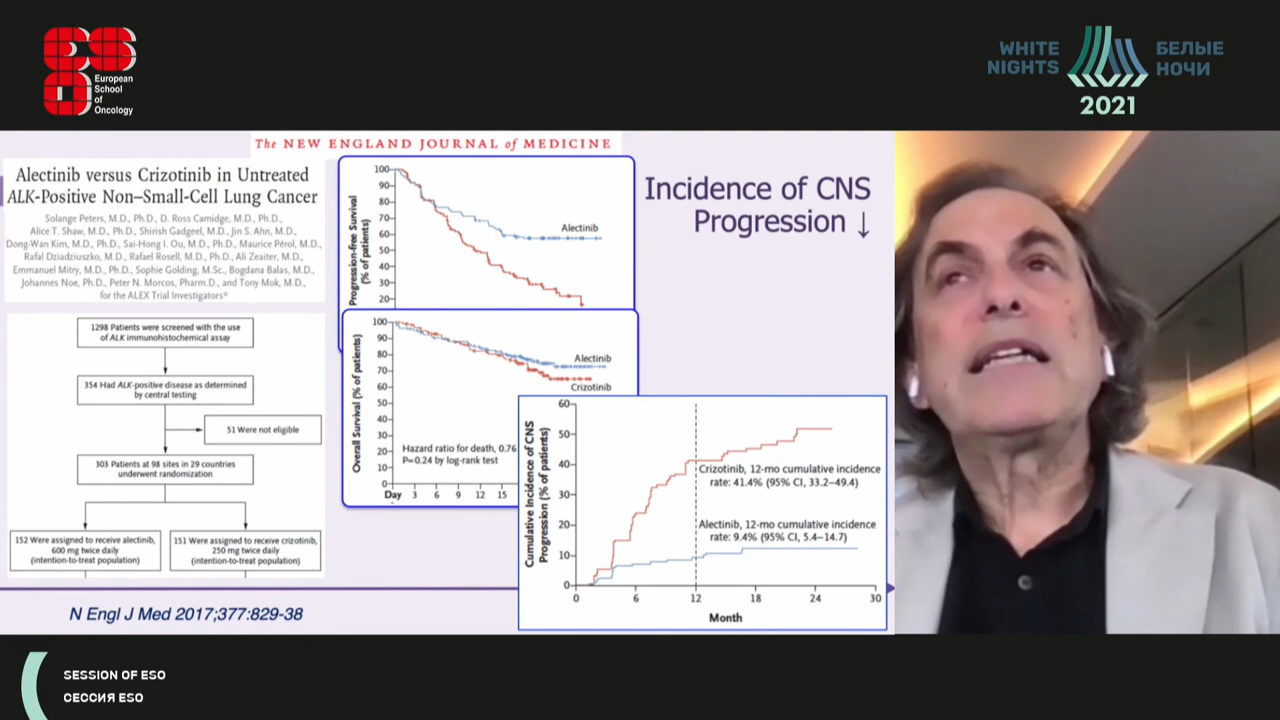 ESO
European
School
of
Oncology
WHITE
NIGHTS
БЕЛЫЕ
НОЧИ
2021
The NEW ENGLAND JOURNAL of MEDICINE
Alectinib versus Crizotinib in Untreated
ALK-Positive Non–Small-Cell Lung Cancer
Solange Peters, M.D., Ph.D., D. Ross Camidge, M.D., Ph.D.,
Alice T. Shaw, M.D., Ph.D., Shirish Gadgeel, M.D., Jin S. Ahn, M.D.,
Dong-Wan Kim, M.D., Ph.D., Sai-Hong I. Ou, M.D., Ph.D., Maurice Pérol, M.D.,
Rafal Dziadziuszko, M.D., Rafael Rosell, M.D., Ph.D., Ali Zeaiter, M.D.,
Emmanuel Mitry, M.D., Ph.D., Sophie Golding, M.Sc., Bogdana Balas, M.D.,
Johannes Noe, Ph.D., Peter N. Morcos, Pharm.D., and Tony Mok, M.D.,
for the ALEX Trial Investigators*
1298 Patients were screened with the use
of ALK immunohistochemical assay
354 Had ALK-positive disease as determined
by central testing
51 Were not eligible
303 Patients at 98 sites in 29 countries
underwent randomization
152 Were assigned to receive alectinib,
600 mg twice daily
(intention-to-treat population)
151 Were assigned to receive crizotinib,
250 mg twice daily
(intention-to-treat population)
N Engl J Med 2017;377:829-38
Progression-free Survival
(% of patients)
100
90
80
70
60
50
40
30
20
Alectinib
Overall Survival (% of patients)
100
90
80
70
60
50
40
30
20
10
0
Alectinib
Crizotinib
Hazard ratio for death, 0.76
P=0.24 by log-rank test
Day 3 6 9 12 15
Incidence of CNS
Progression ↓
Cumulative Incidence of CNS
Progression (% of patients)
60
50
40
30
20
10
0
Crizotinib, 12-mo cumulative incidence
rate: 41.4% (95% CI, 33.2–49.4)
Alectinib, 12-mo cumulative incidence
rate: 9.4% (95% CI, 5.4–14.7)
0 6 12 18 24 30
Month
SESSION OF ESO
СЕССИЯ ESO